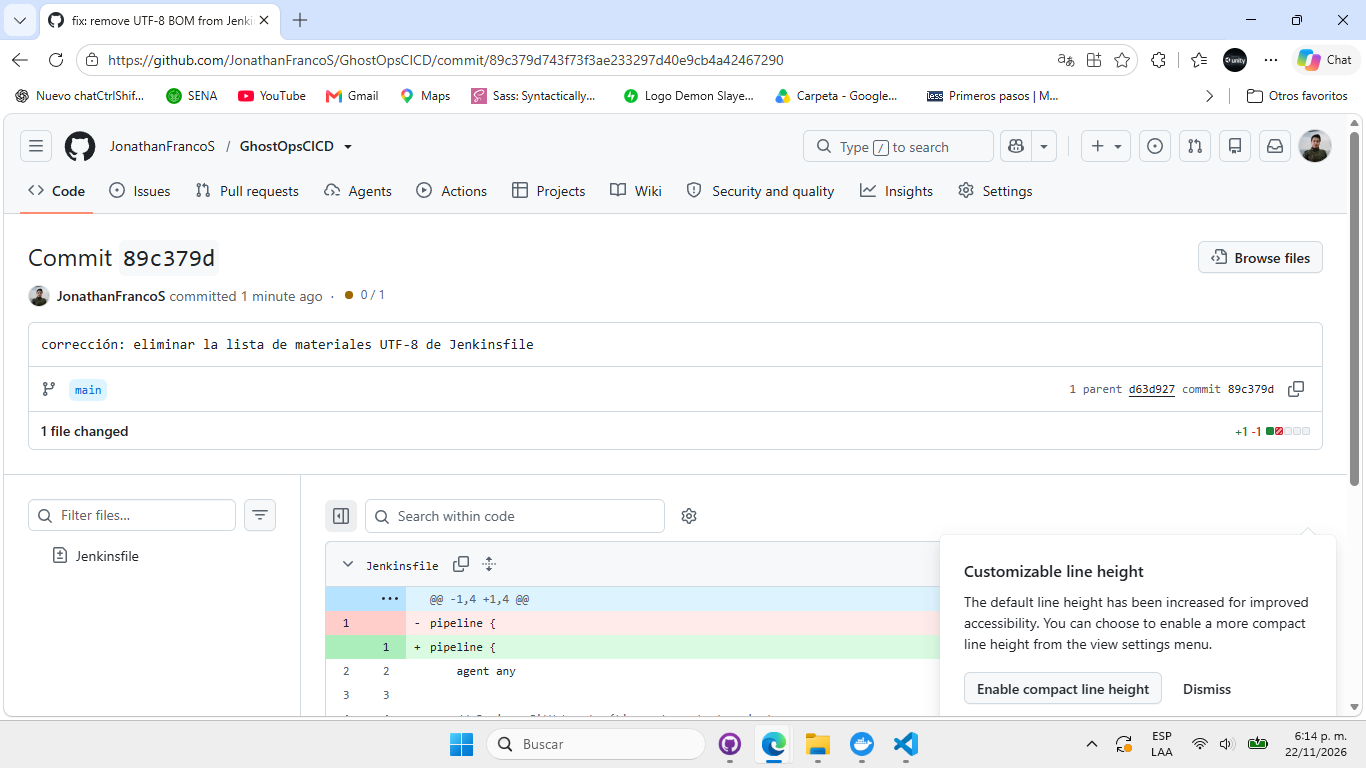 fix: remove UTF-8 BOM from Jenki
https://github.com/JonathanFrancoS/GhostOpsCICD/commit/89c379d743f73f3ae233297d40e9cb4a42467290
unity
Chat
Nuevo chatCtrlShif...
SENA
YouTube
Gmail
Maps
Sass: Syntactically...
Logo Demon Slaye...
Carpeta - Google...
Primeros pasos | M...
Otros favoritos
JonathanFrancoS / GhostOpsCICD
Type / to search
Code
Issues
Pull requests
Agents
Actions
Projects
Wiki
Security and quality
Insights
Settings
Commit 89c379d
Browse files
JonathanFrancoS committed 1 minute ago · 0 / 1
corrección: eliminar la lista de materiales UTF-8 de Jenkinsfile
main
1 parent d63d927 commit 89c379d
1 file changed
+1 -1
Filter files...
Search within code
Jenkinsfile
Jenkinsfile
@@ -1,4 +1,4 @@
1 - pipeline {
1 + pipeline {
2 2 agent any
3 3
Customizable line height
The default line height has been increased for improved
accessibility. You can choose to enable a more compact
line height from the view settings menu.
Enable compact line height
Dismiss
Buscar
ESP
LAA
6:14 p. m.
22/11/2026